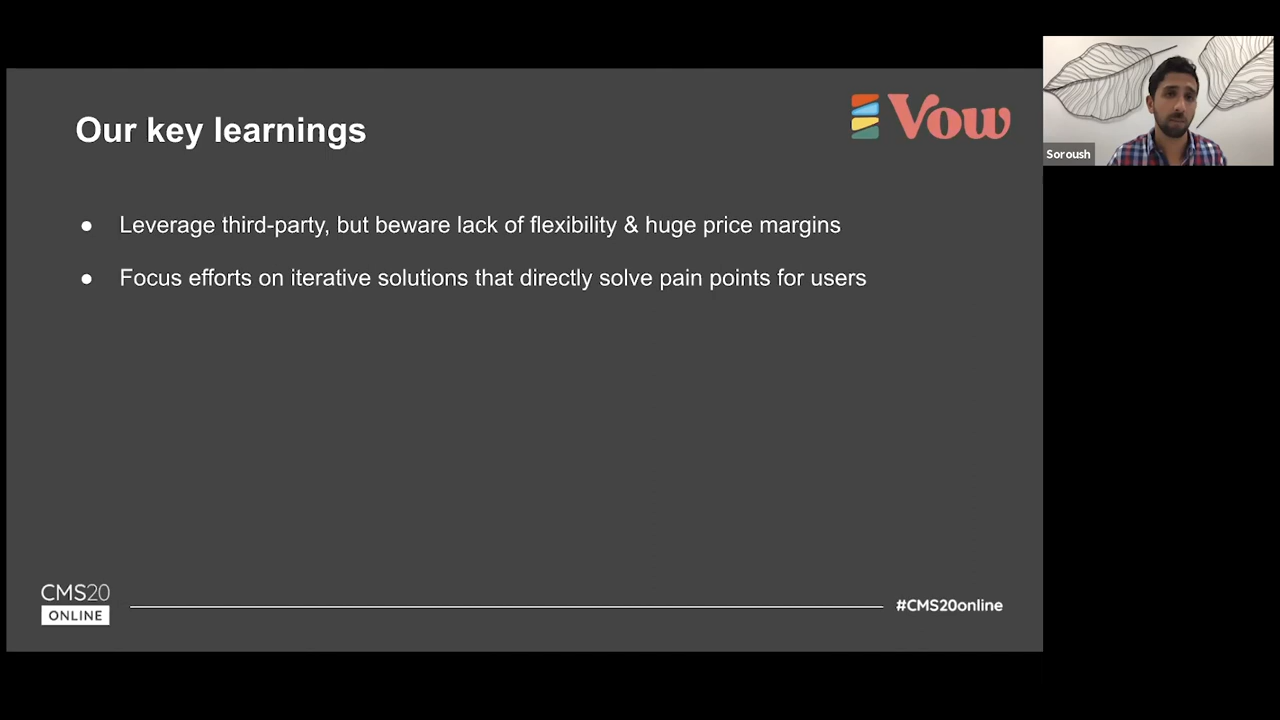 Our key learnings
Vow
Soroush
● Leverage third-party, but beware lack of flexibility & huge price margins
● Focus efforts on iterative solutions that directly solve pain points for users
CMS20
ONLINE
#CMS20online